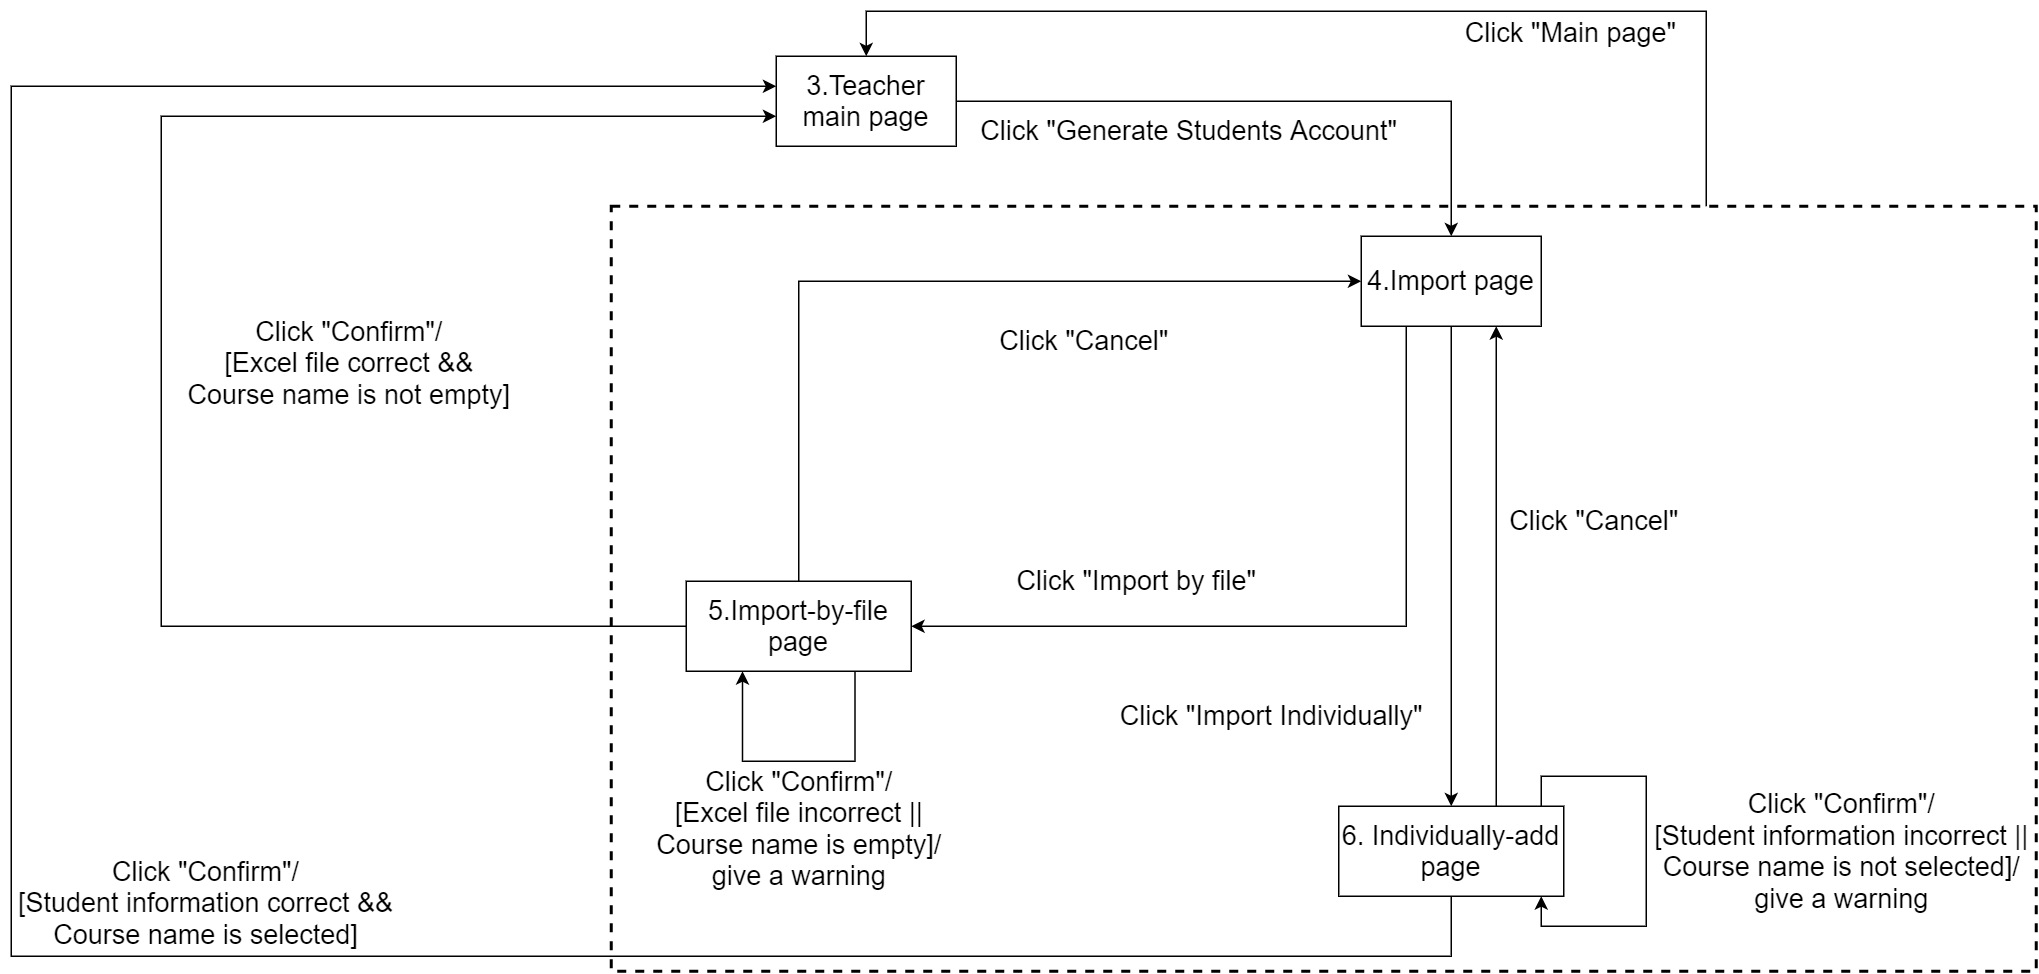 Click "Main page"
3.Teacher
main page
Click "Generate Students Account"
4.Import page
Click "Confirm"/
[Excel file correct &&
Course name is not empty]
Click "Cancel"
Click "Cancel"
Click "Import by file"
5.Import-by-file
page
Click "Import Individually"
Click "Confirm"/
[Excel file incorrect ||
Course name is empty]/
give a warning
6. Individually-add
page
Click "Confirm"/
[Student information incorrect ||
Course name is not selected]/
give a warning
Click "Confirm"/
[Student information correct &&
Course name is selected]